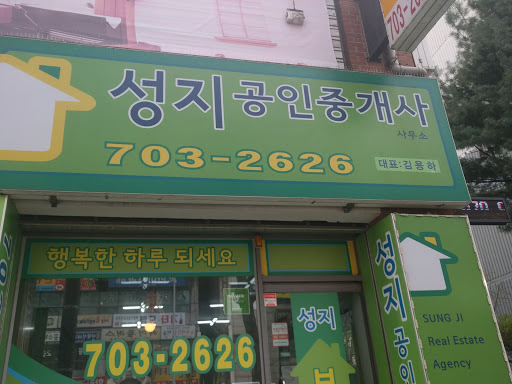 703-26
성지 공인중개사
사무소
703-2626
대표:김용하
행복한 하루 되세요
703-2626
성지
성지공인
SUNG JI
Real Estate
Agency